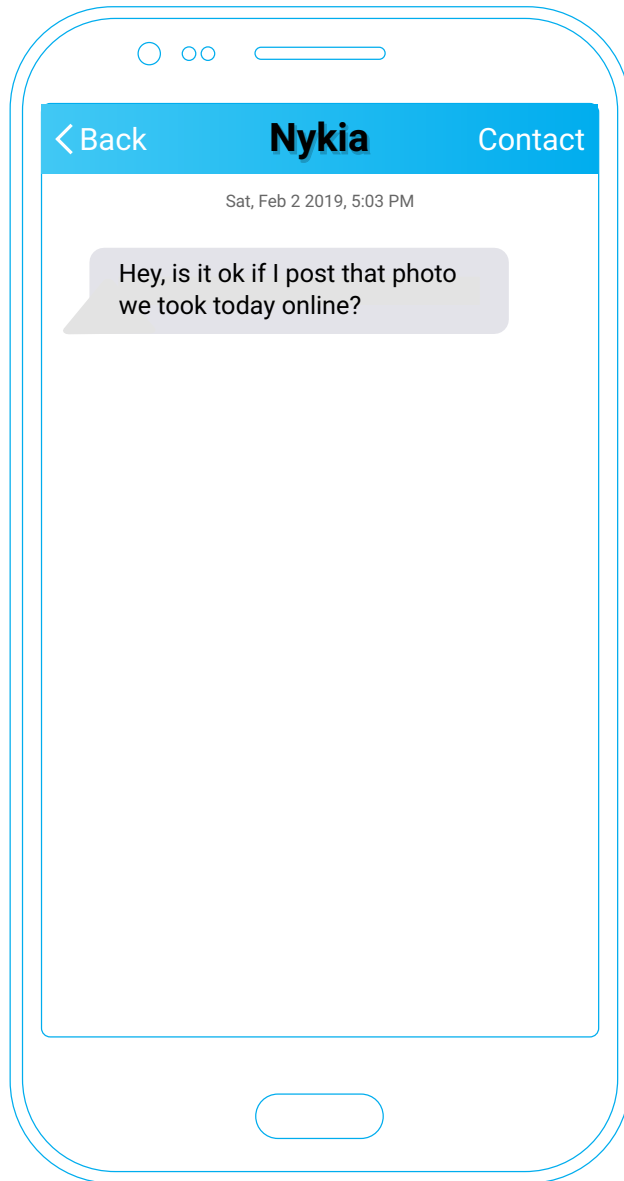 Back Nykia Contact
Sat, Feb 2 2019, 5:03 PM
Hey, is it ok if I post that photo
we took today online?